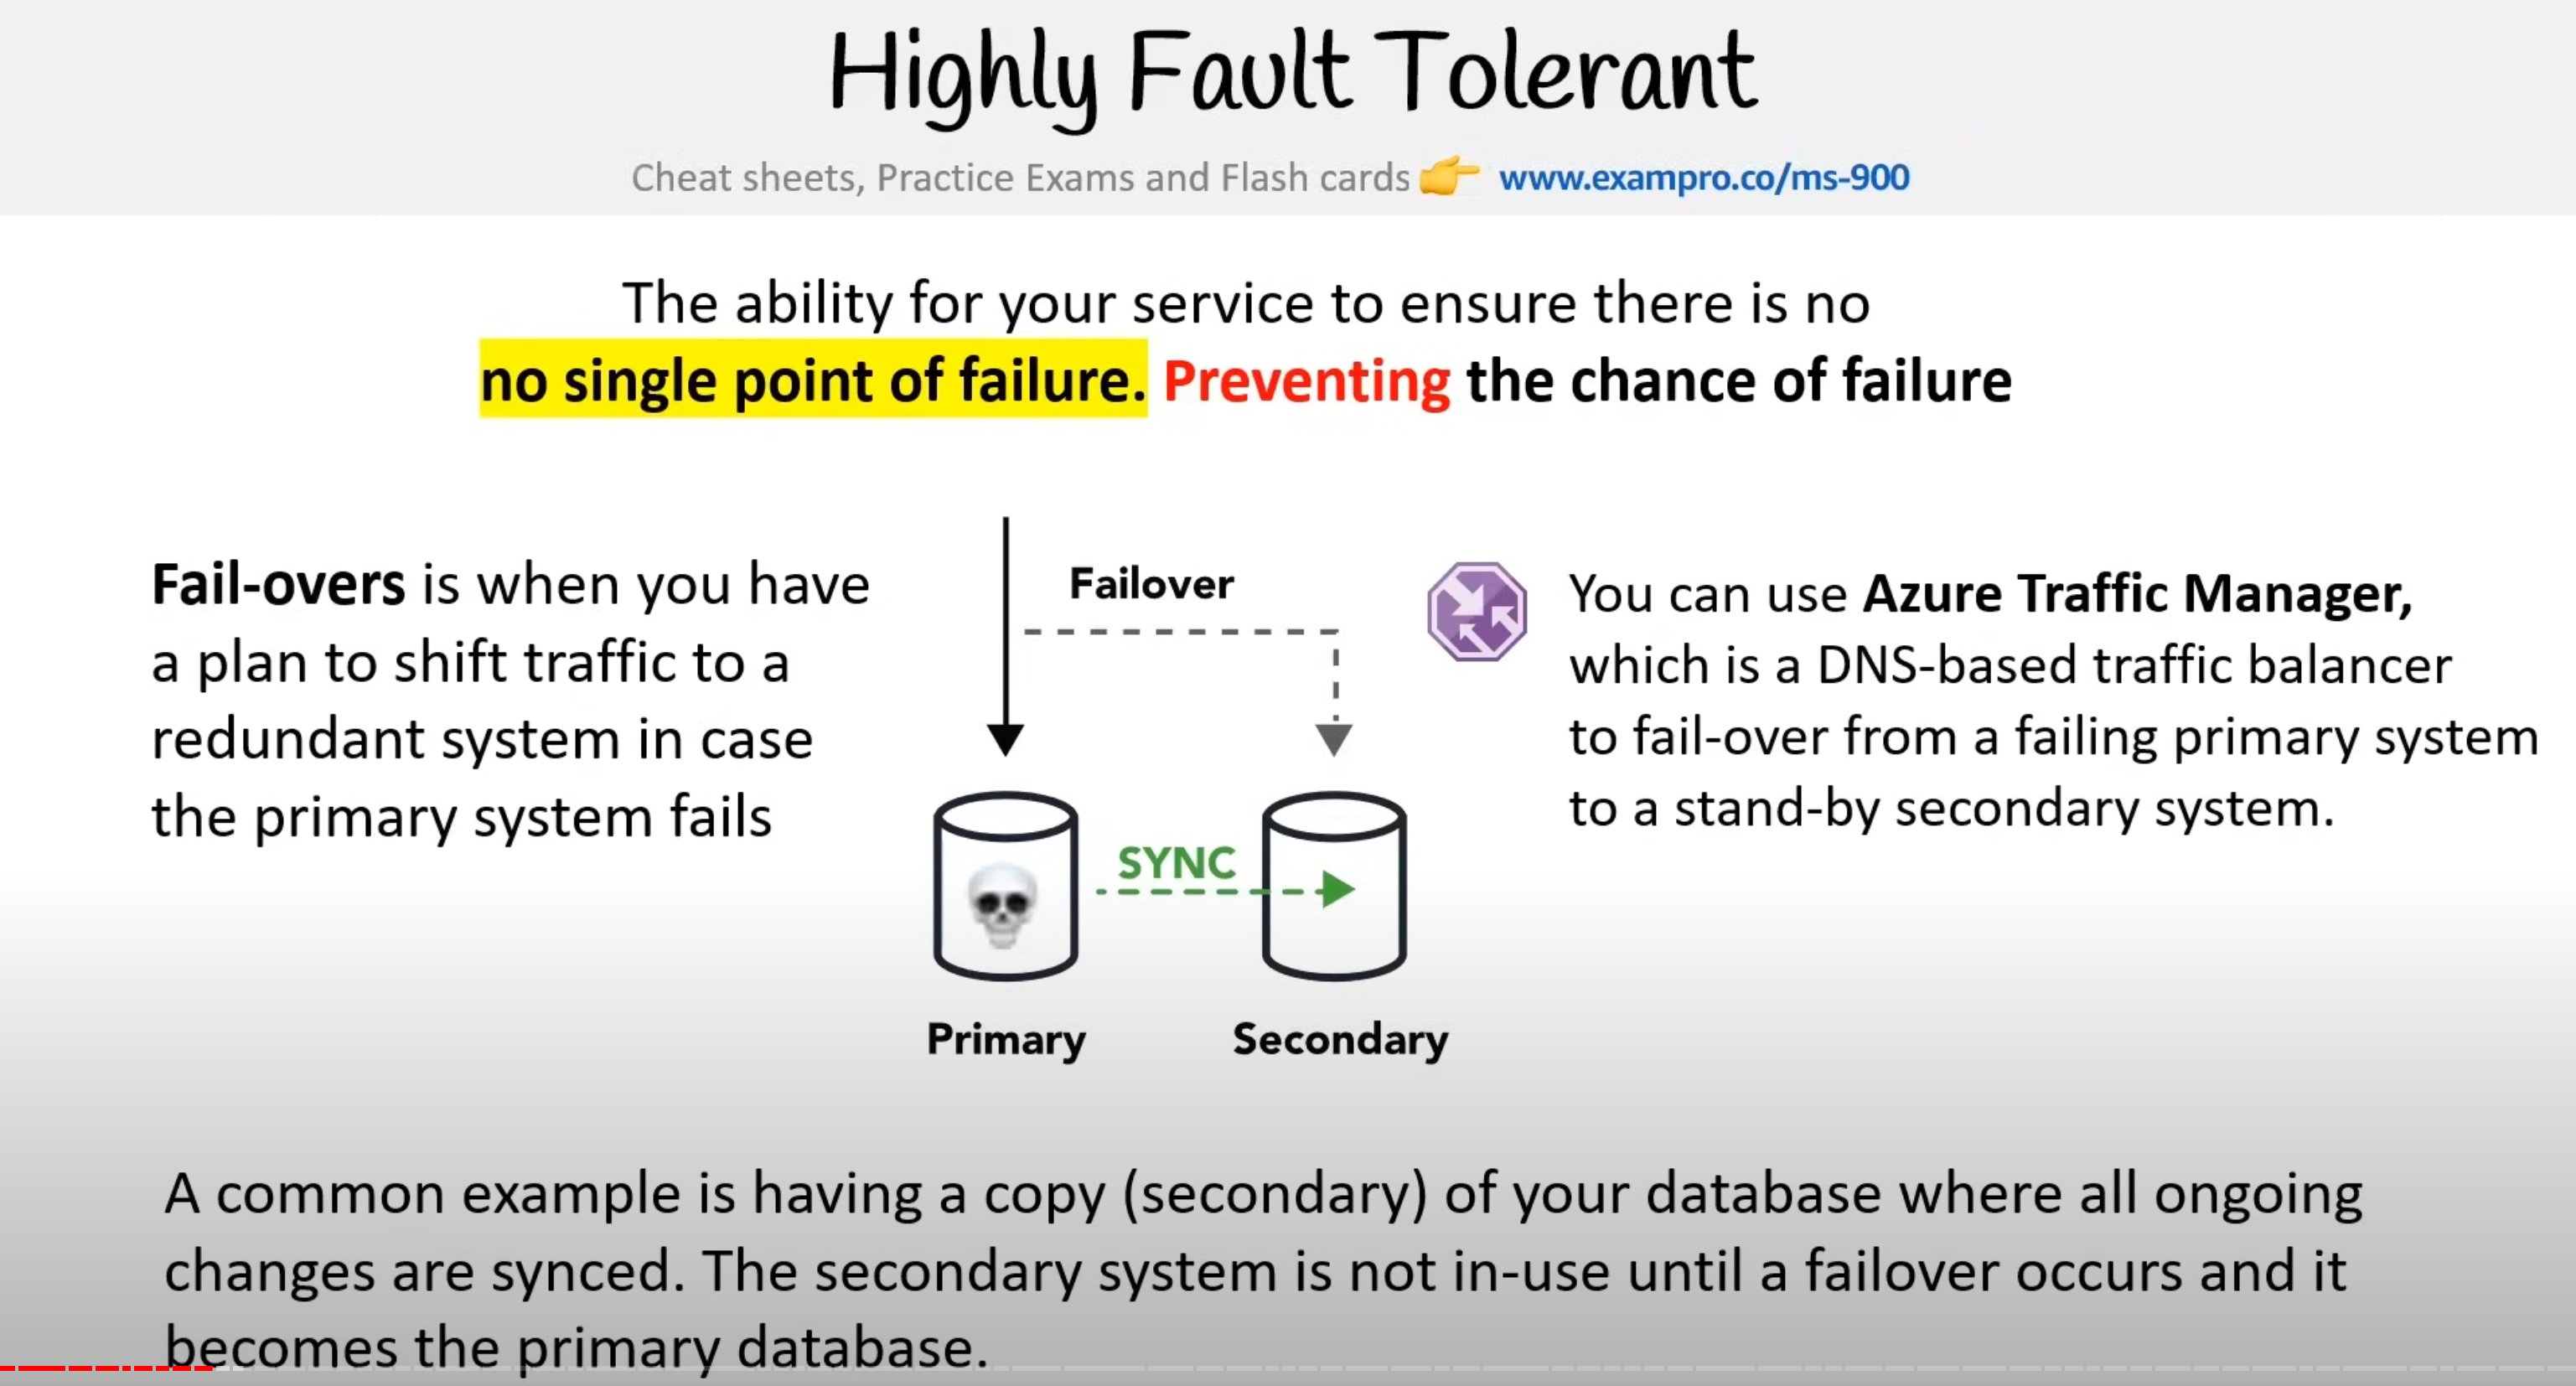 Highly Fault Tolerant
Cheat sheets, Practice Exams and Flash cards 👉 www.exampro.co/ms-900
The ability for your service to ensure there is no
no single point of failure. Preventing the chance of failure
Fail-overs is when you have
a plan to shift traffic to a
redundant system in case
the primary system fails
Failover
SYNC
Primary
Secondary
You can use Azure Traffic Manager,
which is a DNS-based traffic balancer
to fail-over from a failing primary system
to a stand-by secondary system.
A common example is having a copy (secondary) of your database where all ongoing
changes are synced. The secondary system is not in-use until a failover occurs and it
becomes the primary database.